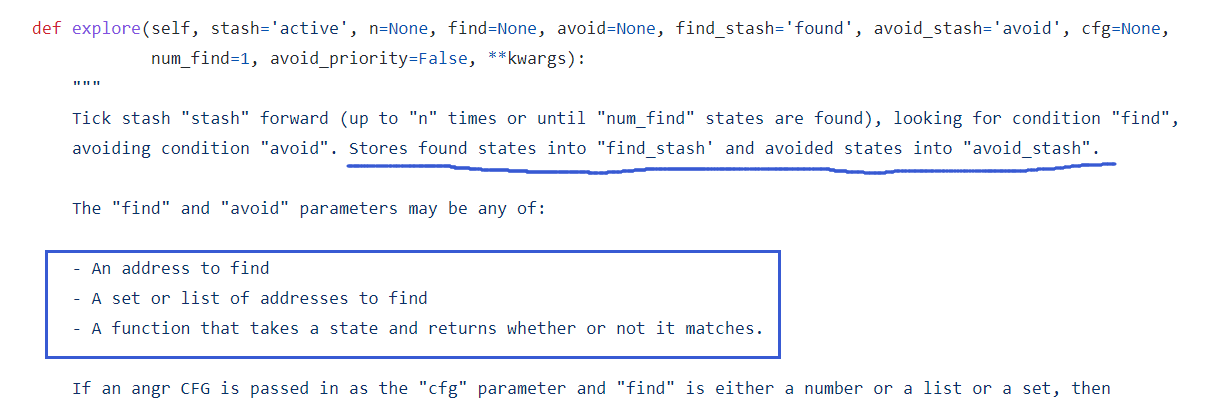 def explore(self, stash='active', n=None, find=None, avoid=None, find_stash='found', avoid_stash='avoid', cfg=None,
num_find=1, avoid_priority=False, **kwargs):
"""
Tick stash "stash" forward (up to "n" times or until "num_find" states are found), looking for condition "find",
avoiding condition "avoid". Stores found states into "find_stash' and avoided states into "avoid_stash".
The "find" and "avoid" parameters may be any of:
- An address to find
- A set or list of addresses to find
- A function that takes a state and returns whether or not it matches.
If an angr CFG is passed in as the "cfg" parameter and "find" is either a number or a list or a set, then